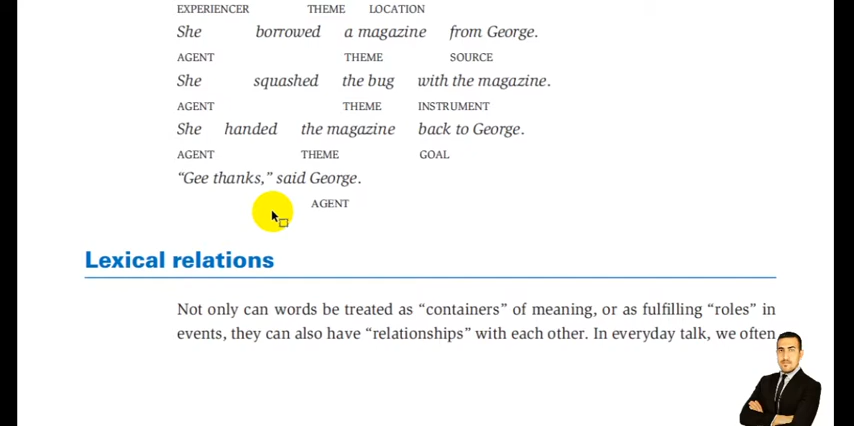 EXPERIENCER THEME LOCATION
She borrowed a magazine from George.
AGENT THEME SOURCE
She squashed the bug with the magazine.
AGENT THEME INSTRUMENT
She handed the magazine back to George.
AGENT THEME GOAL
“Gee thanks,” said George.
AGENT
Lexical relations
Not only can words be treated as “containers” of meaning, or as fulfilling “roles” in
events, they can also have “relationships” with each other. In everyday talk, we often